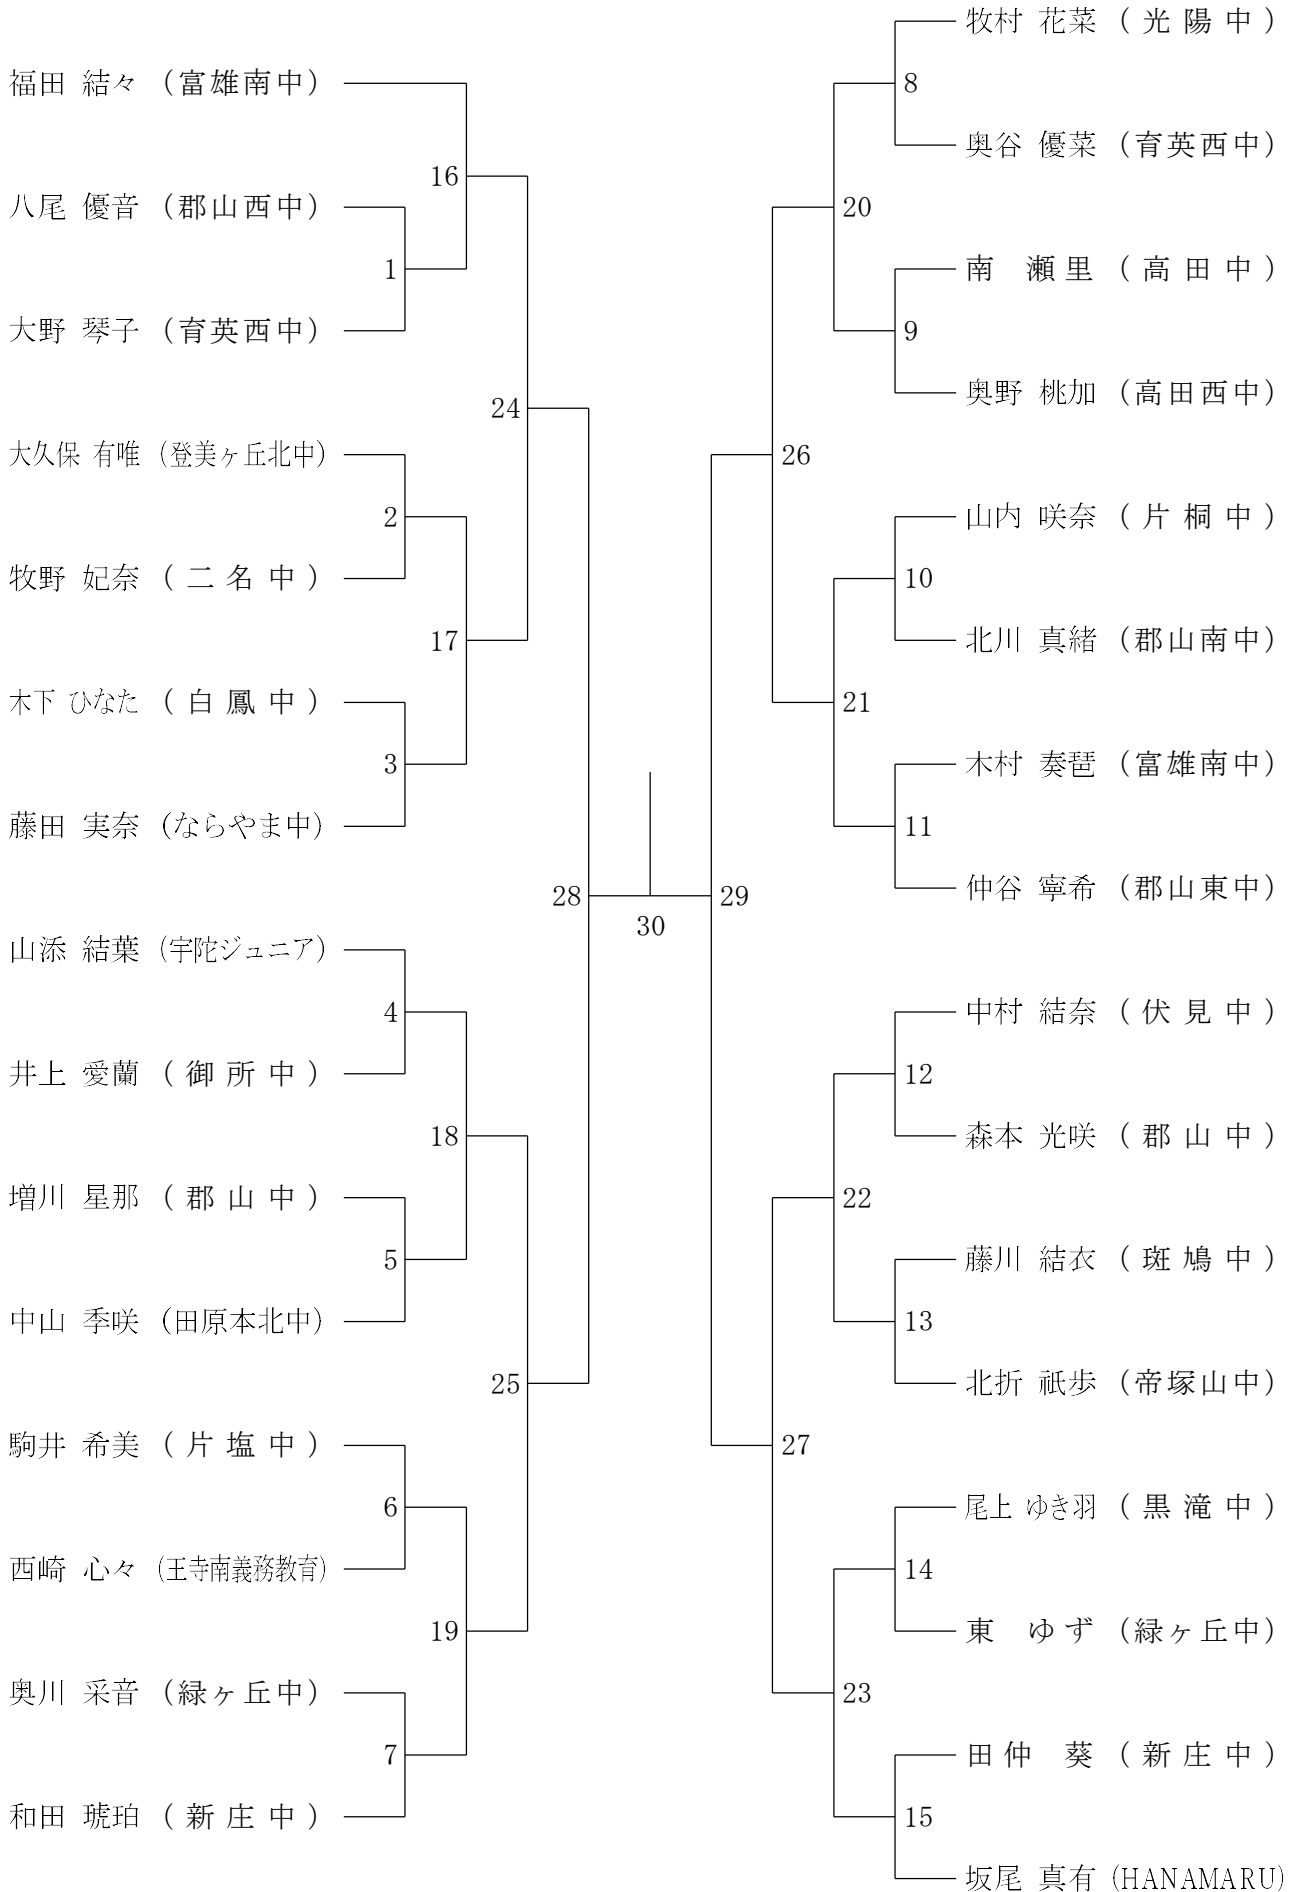 福田 結々 (富雄南中)
16
八尾 優音 (郡山西中)
1
大野 琴子 (育英西中)
24
大久保 有唯 (登美ヶ丘北中)
2
牧野 妃奈 (二名中)
17
木下 ひなた (白鳳中)
3
藤田 実奈 (ならやま中)
28
山添 結葉 (宇陀ジュニア)
4
井上 愛蘭 (御所中)
18
増川 星那 (郡山中)
5
中山 季咲 (田原本北中)
25
駒井 希美 (片塩中)
6
西崎 心々 (王寺南義務教育)
19
奥川 采音 (緑ヶ丘中)
7
和田 琥珀 (新庄中)
30
牧村 花菜 (光陽中)
8
奥谷 優菜 (育英西中)
20
南 瀬里 (高田中)
9
奥野 桃加 (高田西中)
26
山内 咲奈 (片桐中)
10
北川 真緒 (郡山南中)
21
木村 奏琶 (富雄南中)
11
仲谷 寧希 (郡山東中)
29
中村 結奈 (伏見中)
12
森本 光咲 (郡山中)
22
藤川 結衣 (斑鳩中)
13
北折 祇歩 (帝塚山中)
27
尾上 ゆき羽 (黒滝中)
14
東 ゆず (緑ヶ丘中)
23
田仲 葵 (新庄中)
15
坂尾 真有 (HANAMARU)